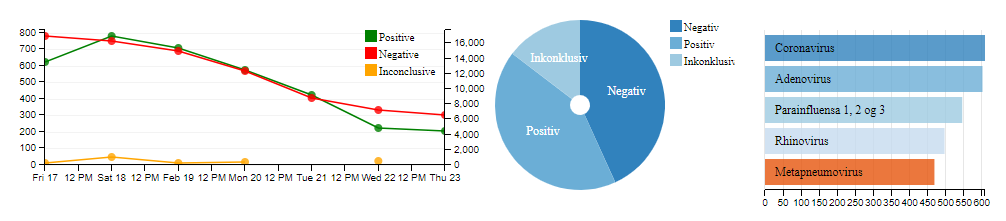 800
700
600
500
400
300
200
100
0
Fri 17 12 PM Sat 18 12 PM Feb 19 12 PM Mon 20 12 PM Tue 21 12 PM Wed 22 12 PM Thu 23
16,000
14,000
12,000
10,000
8,000
6,000
4,000
2,000
0
Positive
Negative
Inconclusive
Inkonklusiv
Negativ
Positiv
Negativ
Positiv
Inkonklusiv
Coronavirus
Adenovirus
Parainfluensa 1, 2 og 3
Rhinovirus
Metapneumovirus
0 50 100 150 200 250 300 350 400 450 500 550 600